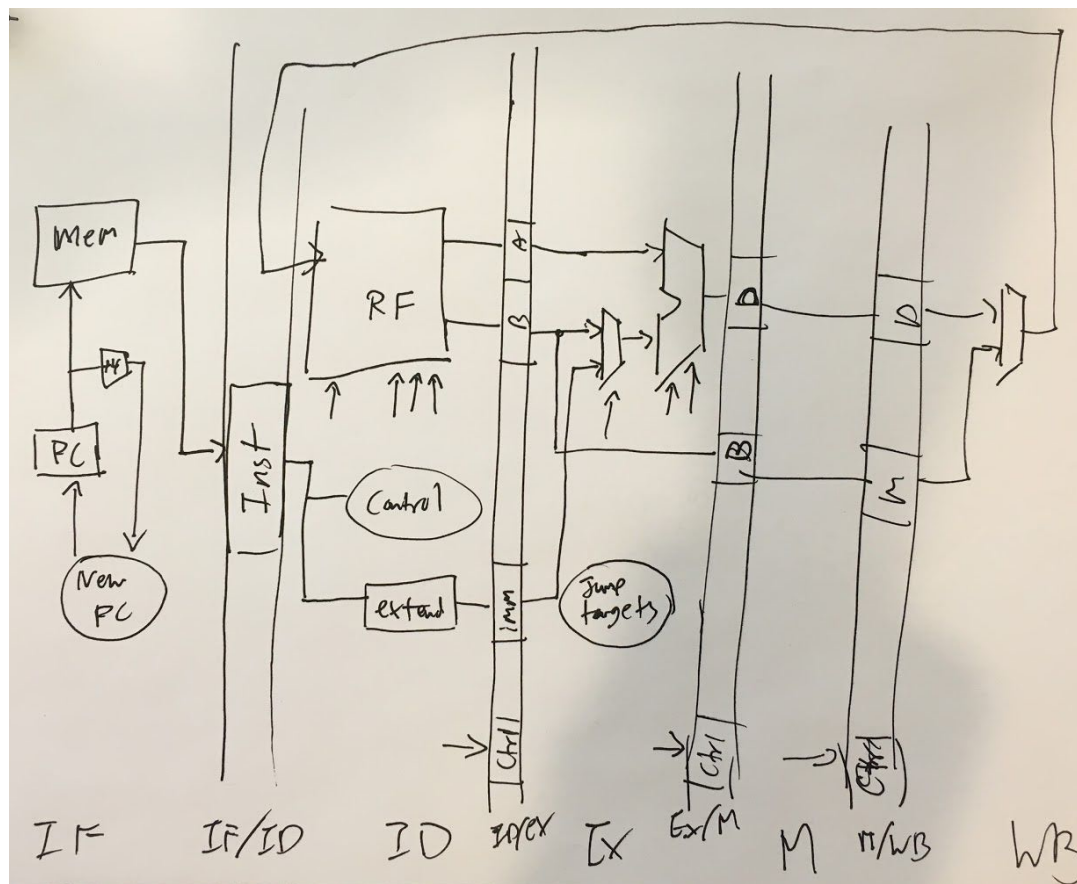 Mem
+4
PC
New
PC
Inst
RF
Control
extend
A
B
imm
Ctrl
Jump
targets
D
B
Ctrl
D
M
Ctrl
IF
IF/ID
ID
ID/EX
EX
EX/M
M
M/WB
WB